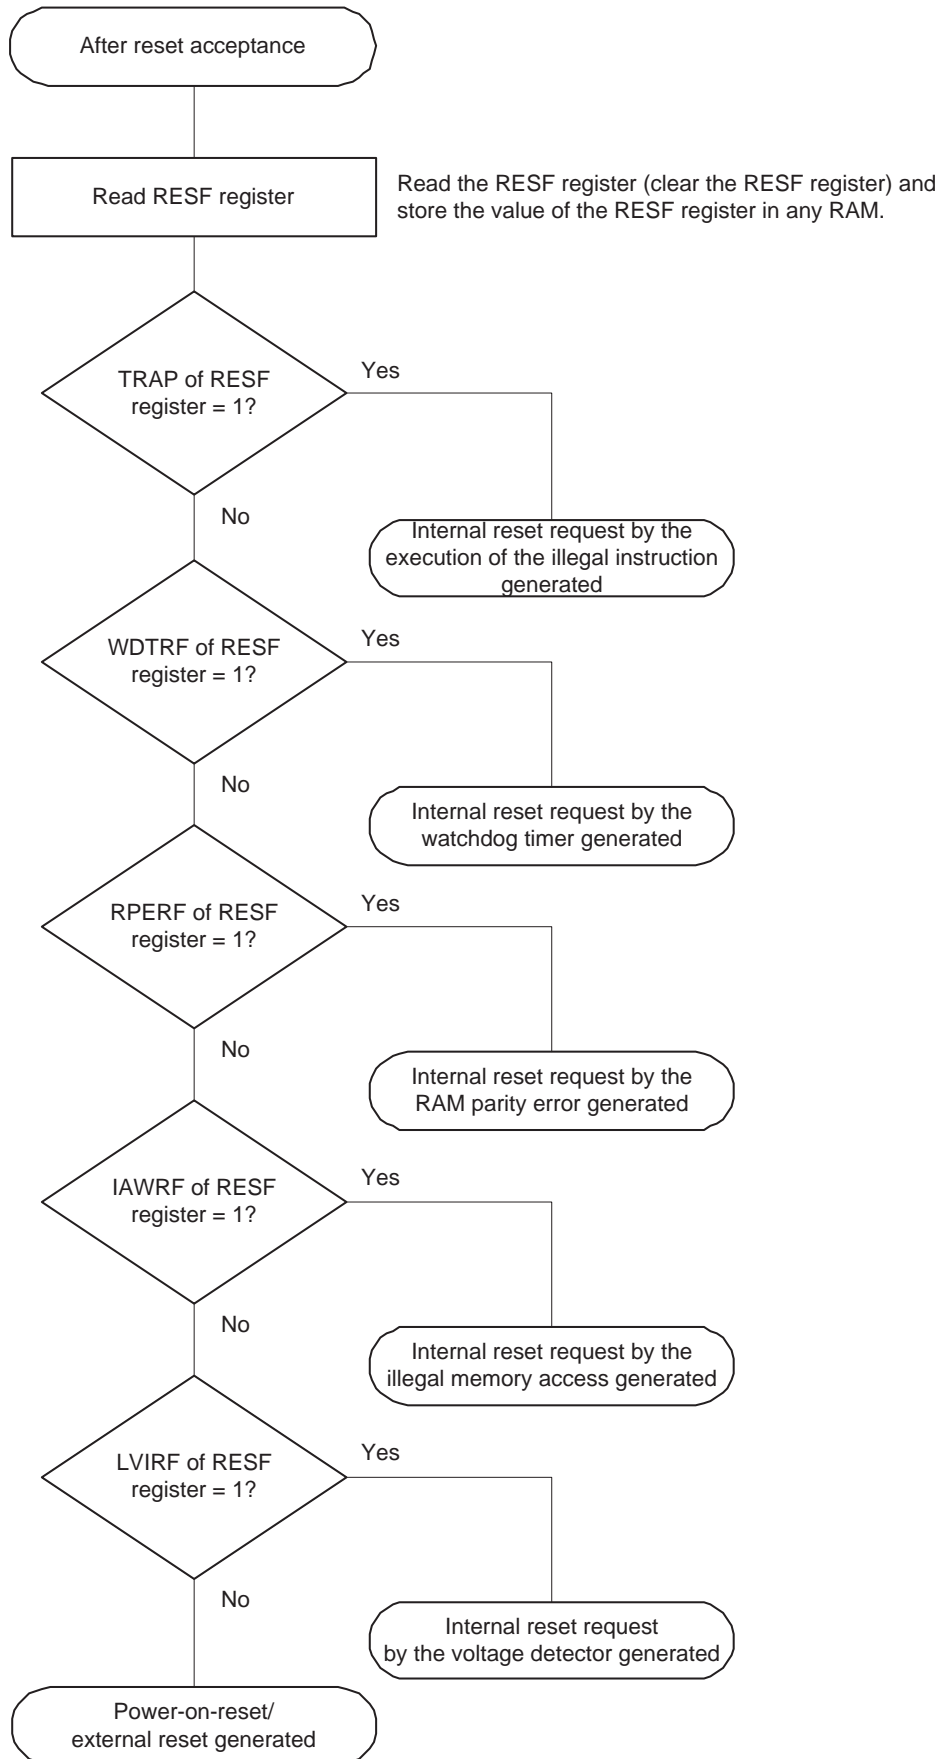 After reset acceptance
Read RESF register
Read the RESF register (clear the RESF register) and
store the value of the RESF register in any RAM.
TRAP of RESF
register = 1?
Yes
No
Internal reset request by the
execution of the illegal instruction
generated
WDTRF of RESF
register = 1?
Yes
No
Internal reset request by the
watchdog timer generated
RPERF of RESF
register = 1?
Yes
No
Internal reset request by the
RAM parity error generated
IAWRF of RESF
register = 1?
Yes
No
Internal reset request by the
illegal memory access generated
LVIRF of RESF
register = 1?
Yes
No
Internal reset request
by the voltage detector generated
Power-on-reset/
external reset generated